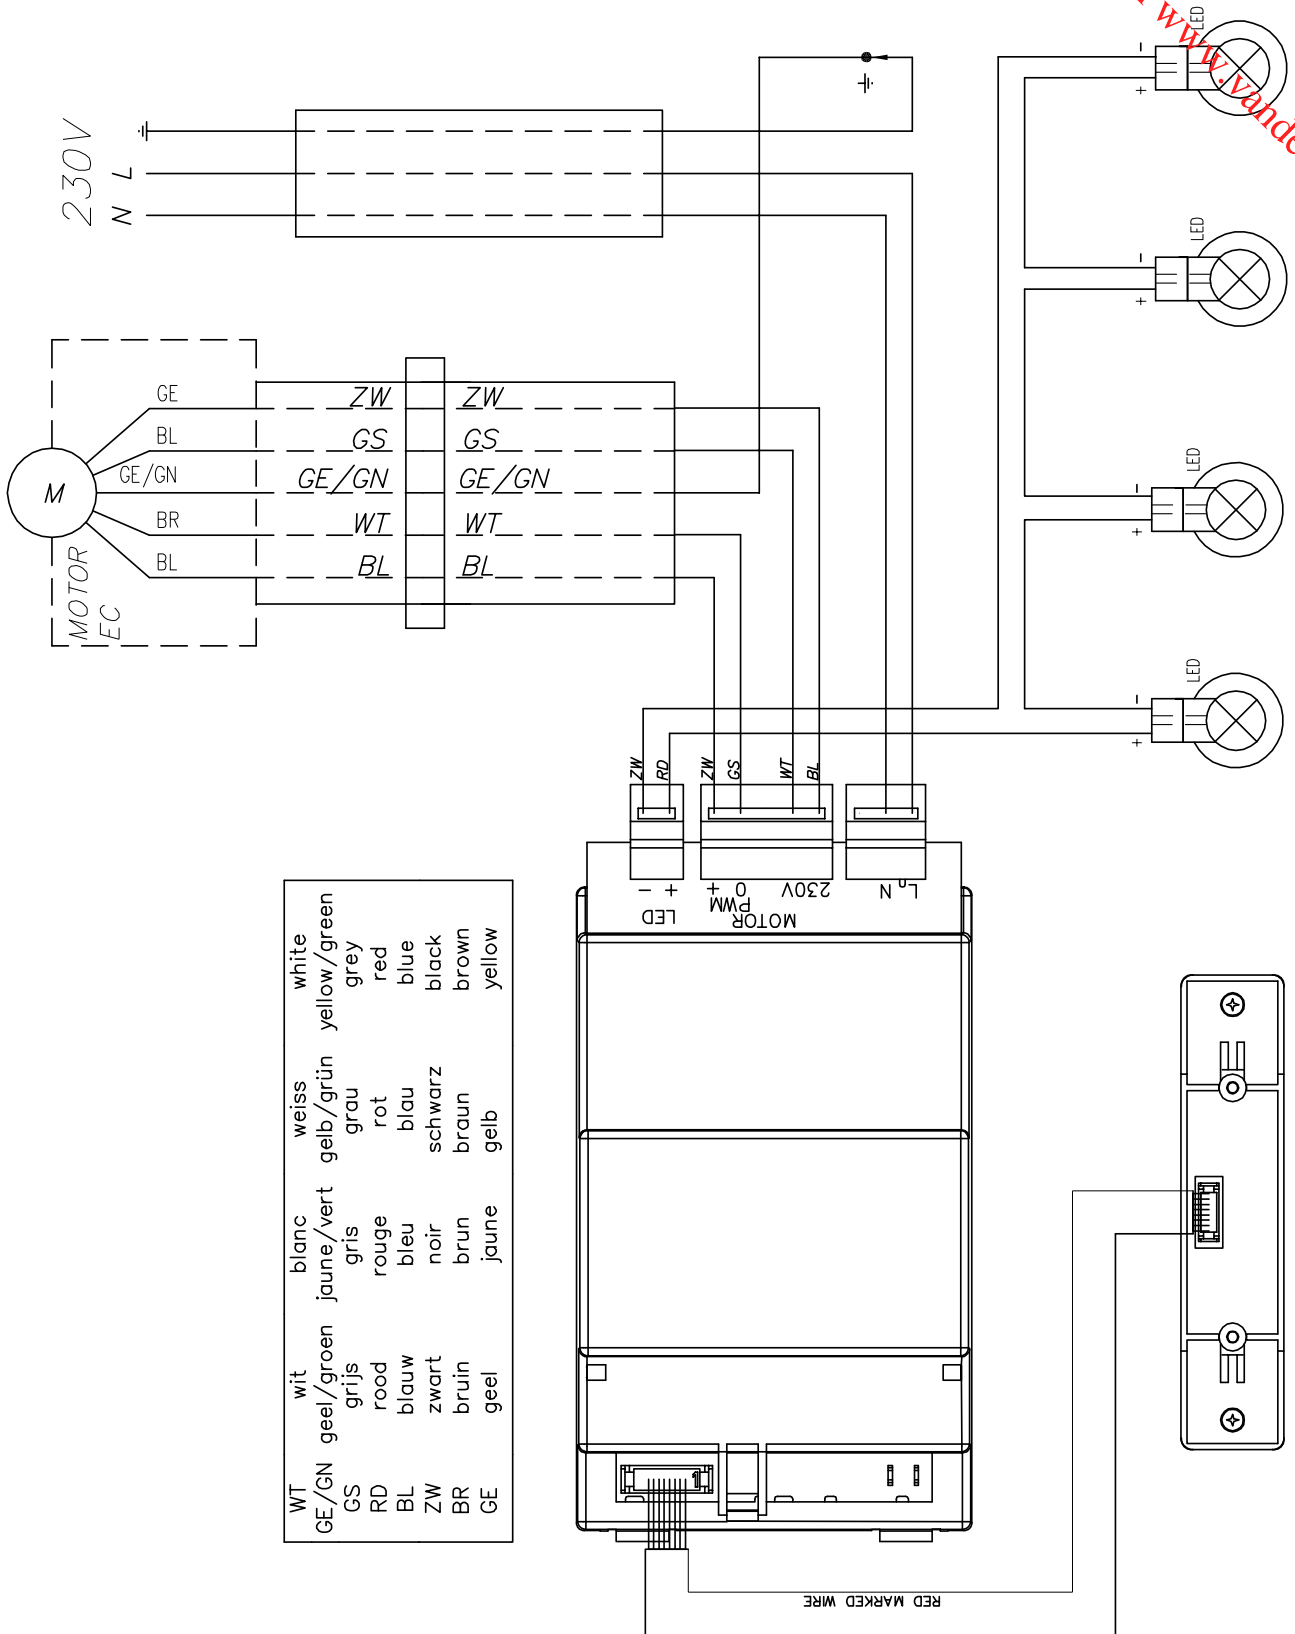 230V
L
N
www.vande
LED
-
+
LED
-
+
LED
-
+
LED
-
+
M
MOTOR
EC
GE
BL
GE/GN
BR
BL
ZW ZW
GS GS
GE/GN GE/GN
WT WT
BL BL
ZW
RD
ZW
GS
WT
BL
- +
LED
+ 0
PWM
230V
MOTOR
Ln N
WT wit blanc weiss white
GE/GN geel/groen jaune/vert gelb/grün yellow/green
GS grijs gris grau grey
RD rood rouge rot red
BL blauw bleu blau blue
ZW zwart noir schwarz black
BR bruin brun braun brown
GE geel jaune gelb yellow
1
RED MARKED WIRE